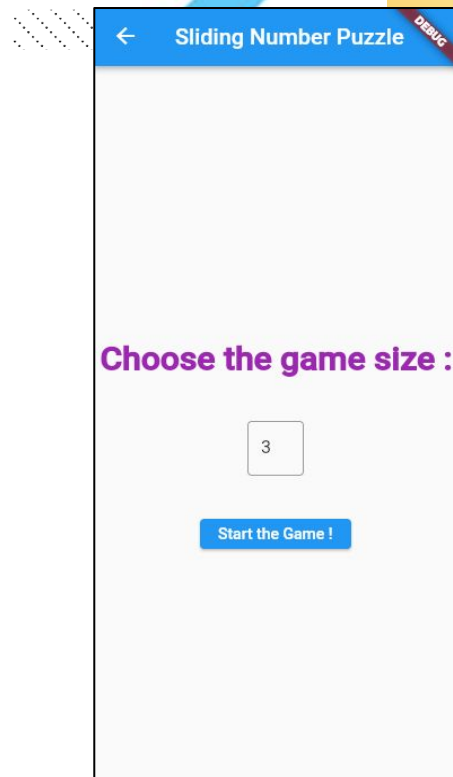 Sliding Number Puzzle
DEBUG
Choose the game size :
3
Start the Game !